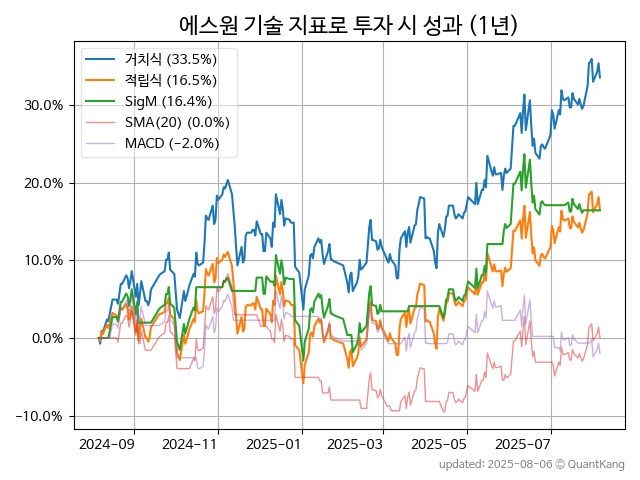 에스원 기술 지표로 투자 시 성과 (1년)
거치식 (33.5%)
적립식 (16.5%)
SigM (16.4%)
SMA(20) (0.0%)
MACD (−2.0%)
30.0%
20.0%
10.0%
0.0%
−10.0%
2024-09 2024-11 2025-01 2025-03 2025-05 2025-07
updated: 2025-08-06 ⓒ QuantKang